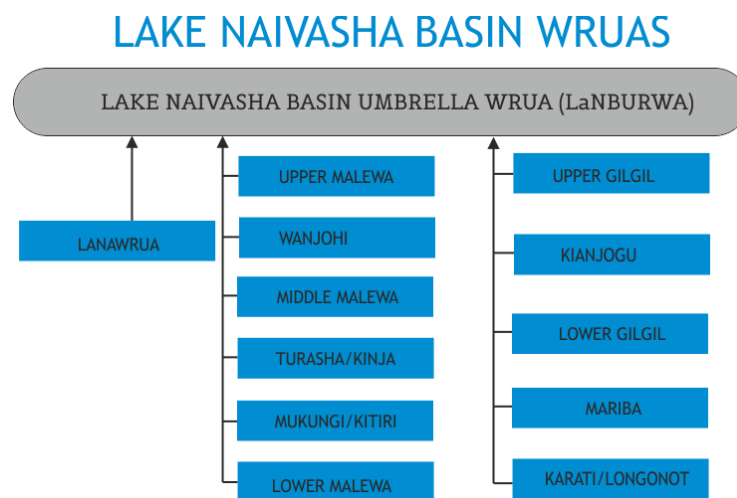 LAKE NAIVASHA BASIN WRUAS
LAKE NAIVASHA BASIN UMBRELLA WRUA (LaNBURWA)
LANAWRUA
UPPER MALEWA
WANJOHI
MIDDLE MALEWA
TURASHA/KINJA
MUKUNGI/KITIRI
LOWER MALEWA
UPPER GILGIL
KIANJOGU
LOWER GILGIL
MARIBA
KARATI/LONGONOT